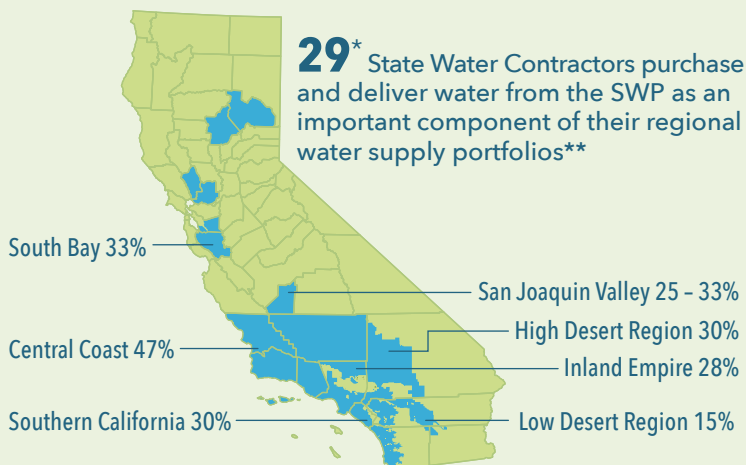 29* State Water Contractors purchase
and deliver water from the SWP as an
important component of their regional
water supply portfolios**
South Bay 33%
San Joaquin Valley 25 – 33%
High Desert Region 30%
Central Coast 47%
Inland Empire 28%
Southern California 30%
Low Desert Region 15%